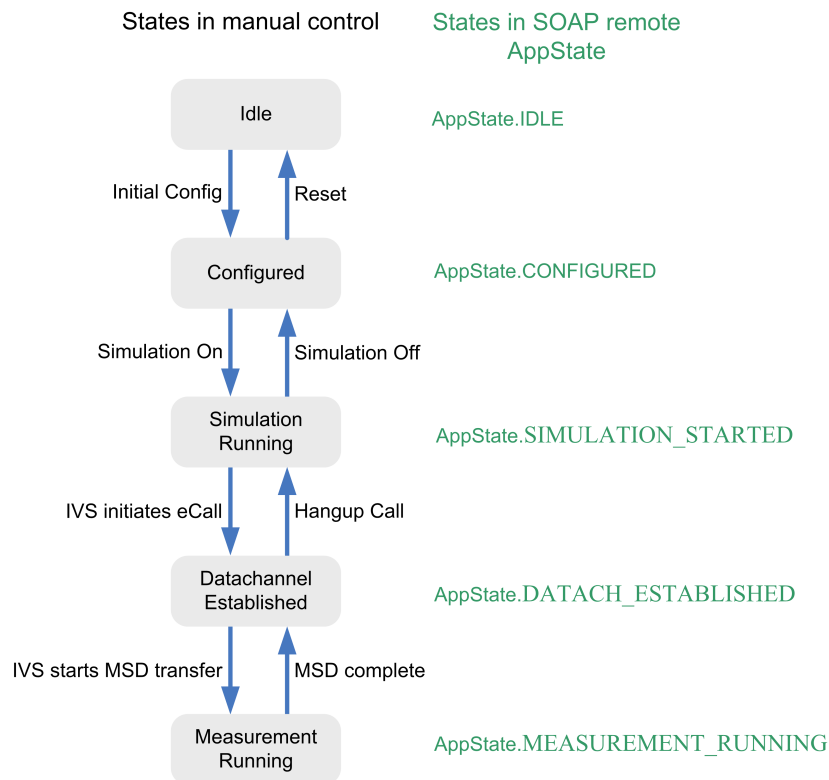 States in manual control
States in SOAP remote
AppState
Idle
AppState.IDLE
Initial Config
Reset
Configured
AppState.CONFIGURED
Simulation On
Simulation Off
Simulation
Running
AppState.SIMULATION_STARTED
IVS initiates eCall
Hangup Call
Datachannel
Established
AppState.DATACH_ESTABLISHED
IVS starts MSD transfer
MSD complete
Measurement
Running
AppState.MEASUREMENT_RUNNING